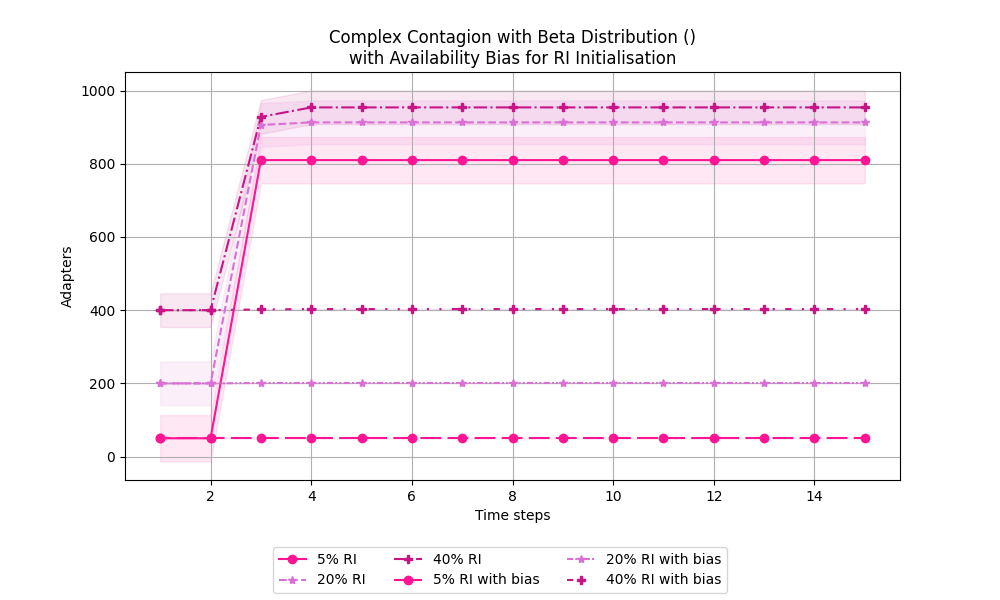 Complex Contagion with Beta Distribution ()
with Availability Bias for RI Initialisation
1000
800
600
400
200
0
Adapters
2 4 6 8 10 12 14
Time steps
5% RI 40% RI 20% RI with bias
20% RI 5% RI with bias 40% RI with bias